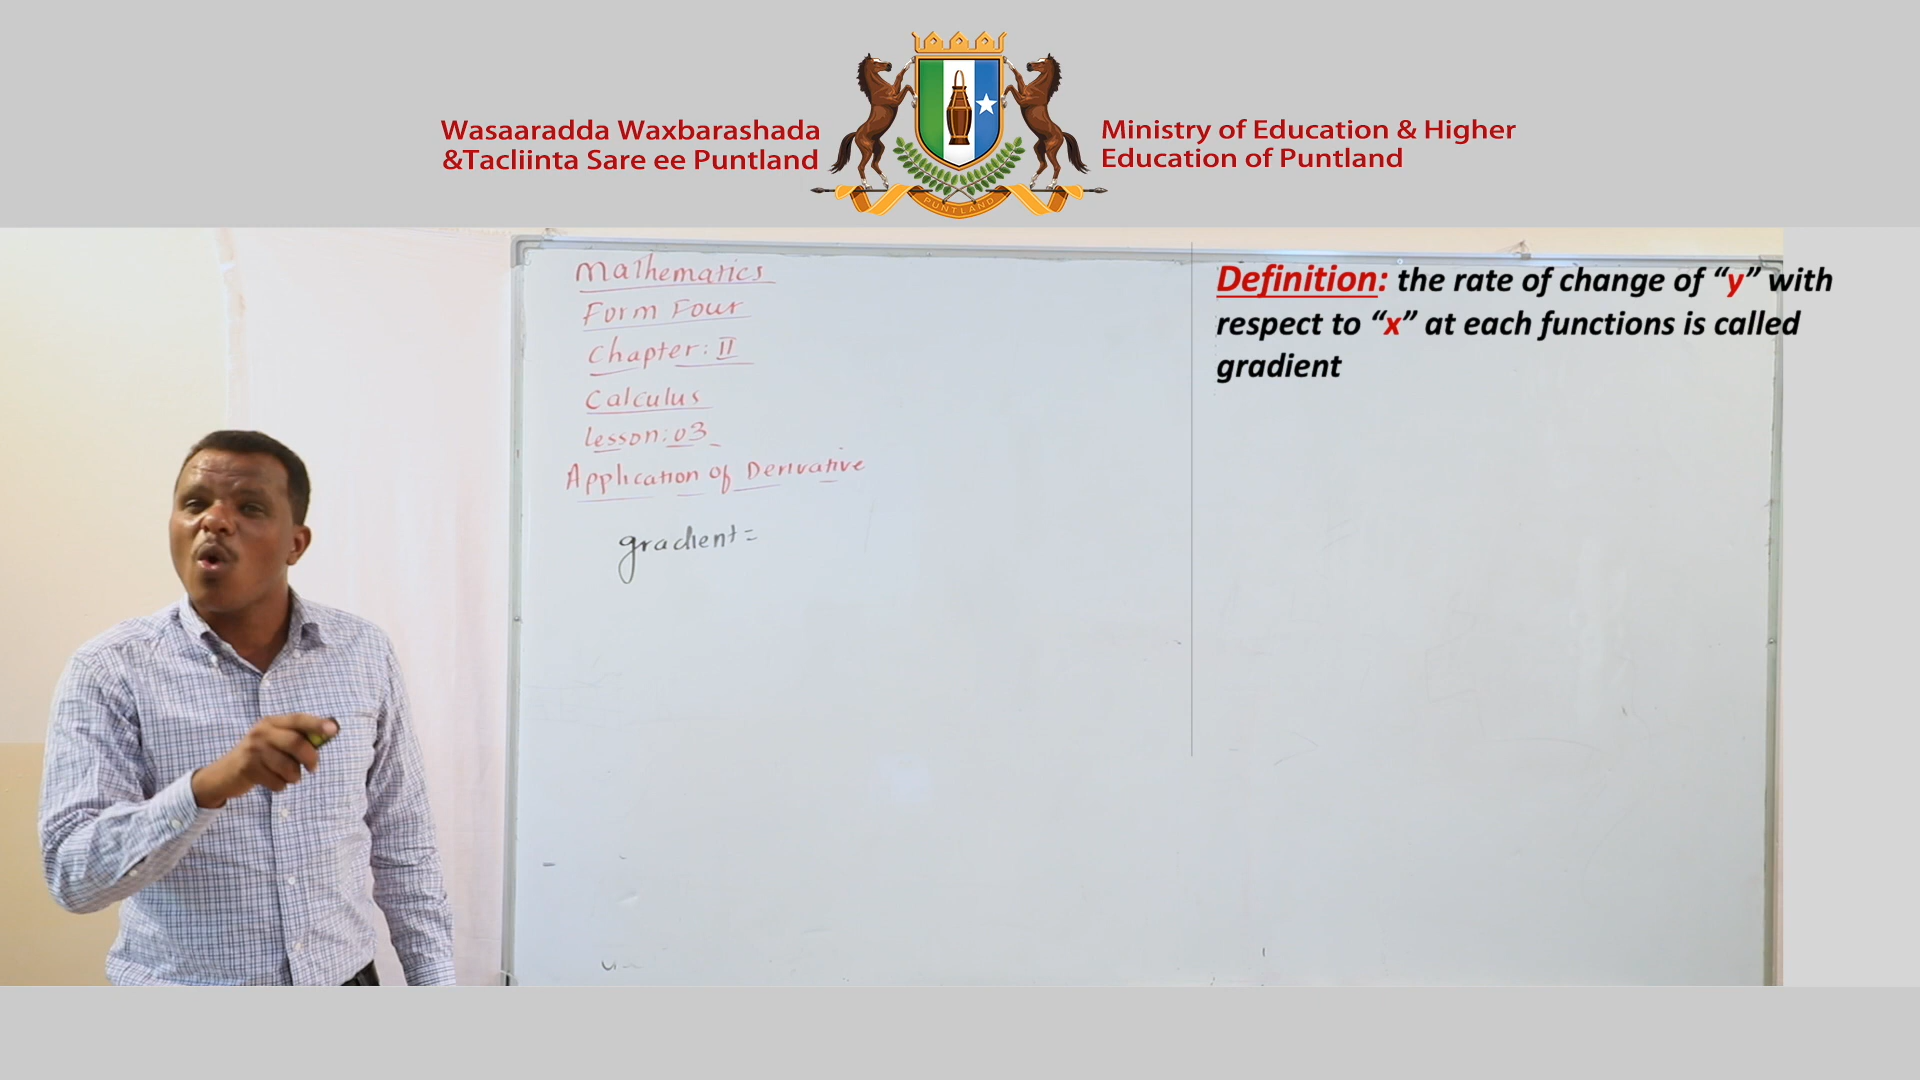 Wasaaradda Waxbarashada
&Tacliinta Sare ee Puntland
PUNTLAND
Ministry of Education & Higher
Education of Puntland
Mathematics
Form Four
Chapter: II
Calculus
Lesson: 03
Application of Derivative
gradient =
Definition: the rate of change of “y” with
respect to “x” at each functions is called
gradient